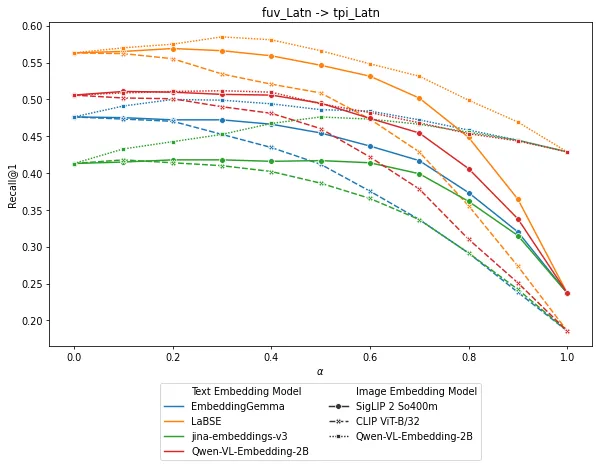 fuv_Latn -> tpi_Latn
Recall@1
0.60
0.55
0.50
0.45
0.40
0.35
0.30
0.25
0.20
0.0 0.2 0.4 0.6 0.8 1.0
α
Text Embedding Model Image Embedding Model
EmbeddingGemma SigLIP 2 So400m
LaBSE CLIP ViT-B/32
jina-embeddings-v3 Qwen-VL-Embedding-2B
Qwen-VL-Embedding-2B